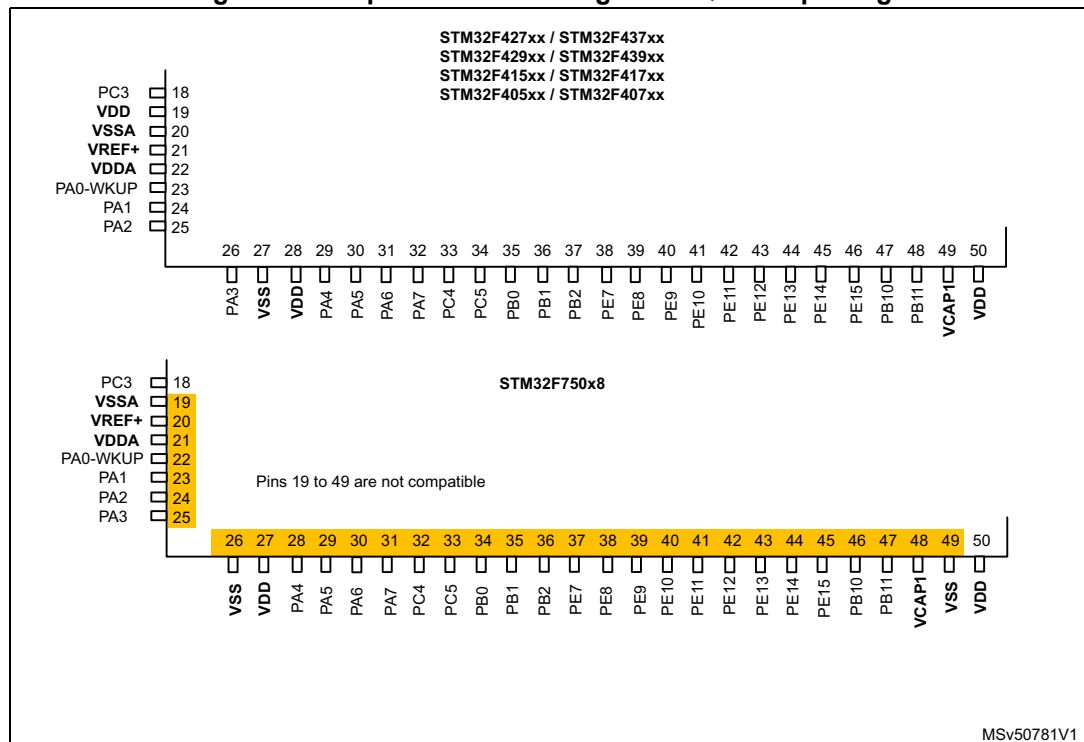 STM32F427xx / STM32F437xx
STM32F429xx / STM32F439xx
STM32F415xx / STM32F417xx
STM32F405xx / STM32F407xx
PC3 18
VDD 19
VSSA 20
VREF+ 21
VDDA 22
PA0-WKUP 23
PA1 24
PA2 25
26 27 28 29 30 31 32 33 34 35 36 37 38 39 40 41 42 43 44 45 46 47 48 49 50
PA3 VSS VDD PA4 PA5 PA6 PA7 PC4 PC5 PB0 PB1 PB2 PE7 PE8 PE9 PE10 PE11 PE12 PE13 PE14 PE15 PB10 PB11 VCAP1 VDD
STM32F750x8
PC3 18
VSSA 19
VREF+ 20
VDDA 21
PA0-WKUP 22
PA1 23
PA2 24
PA3 25
Pins 19 to 49 are not compatible
26 27 28 29 30 31 32 33 34 35 36 37 38 39 40 41 42 43 44 45 46 47 48 49 50
VSS VDD PA4 PA5 PA6 PA7 PC4 PC5 PB0 PB1 PB2 PE7 PE8 PE9 PE10 PE11 PE12 PE13 PE14 PE15 PB10 PB11 VCAP1 VSS VDD
MSv50781V1